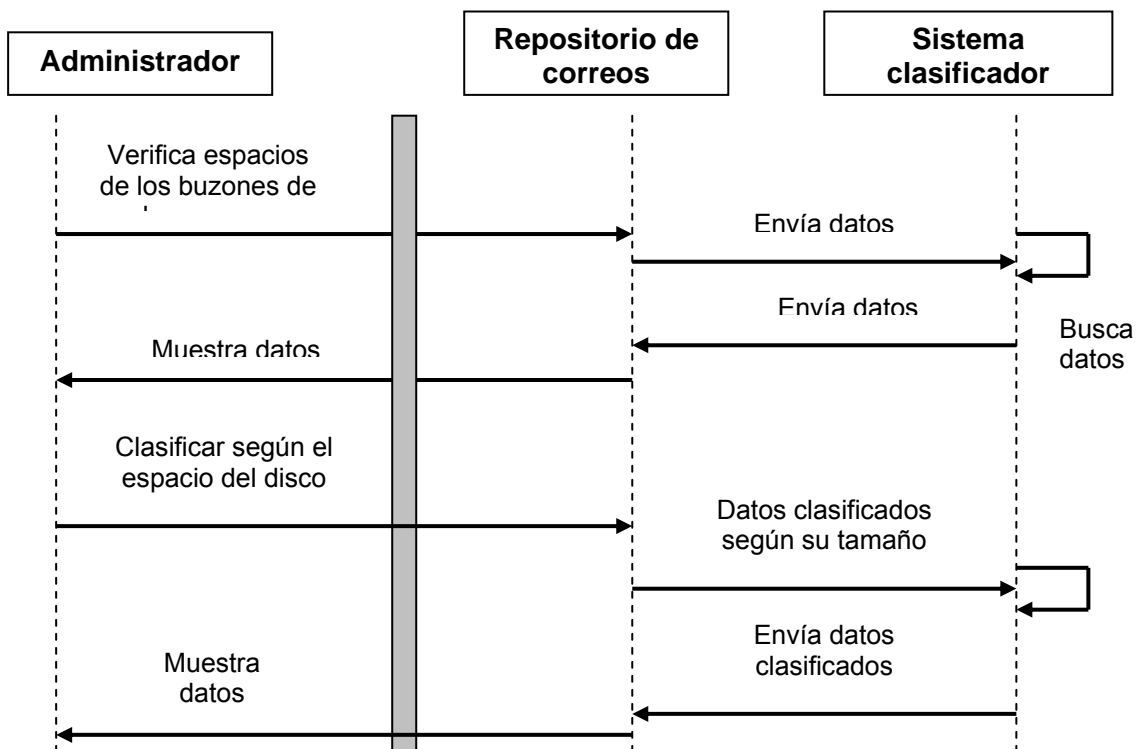 Administrador
Repositorio de
correos
Sistema
clasificador
Verifica espacios
de los buzones de
Envía datos
Envía datos
Busca
datos
Muestra datos
Clasificar según el
espacio del disco
Datos clasificados
según su tamaño
Envía datos
clasificados
Muestra
datos